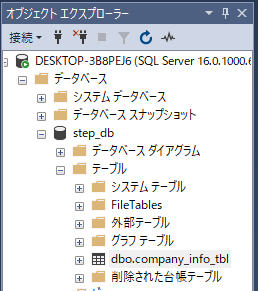 オブジェクト エクスプローラー
接続
DESKTOP-3B8PEJ6 (SQL Server 16.0.1000.6
データベース
システム データベース
データベース スナップショット
step_db
データベース ダイアグラム
テーブル
システム テーブル
FileTables
外部テーブル
グラフ テーブル
dbo.company_info_tbl
削除された台帳テーブル